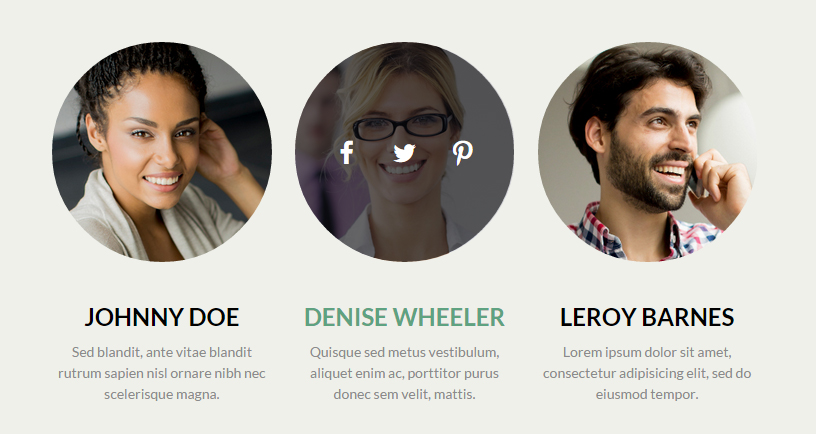 JOHNNY DOE
Sed blandit, ante vitae blandit
rutrum sapien nisl ornare nibh nec
scelerisque magna.
DENISE WHEELER
Quisque sed metus vestibulum,
aliquet enim ac, porttitor purus
donec sem velit, mattis.
LEROY BARNES
Lorem ipsum dolor sit amet,
consectetur adipisicing elit, sed do
eiusmod tempor.